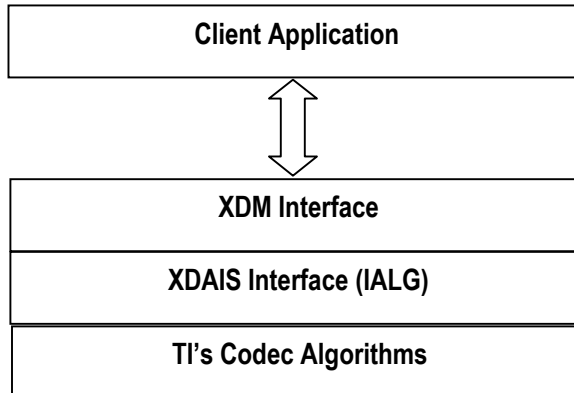 Client Application
XDM Interface
XDAIS Interface (IALG)
TI’s Codec Algorithms